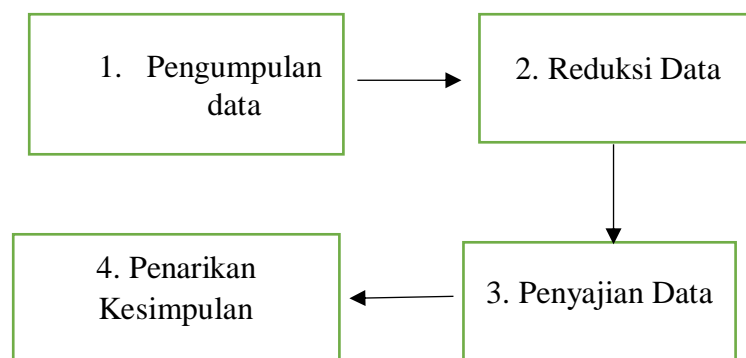 1. Pengumpulan
data
2. Reduksi Data
3. Penyajian Data
4. Penarikan
Kesimpulan